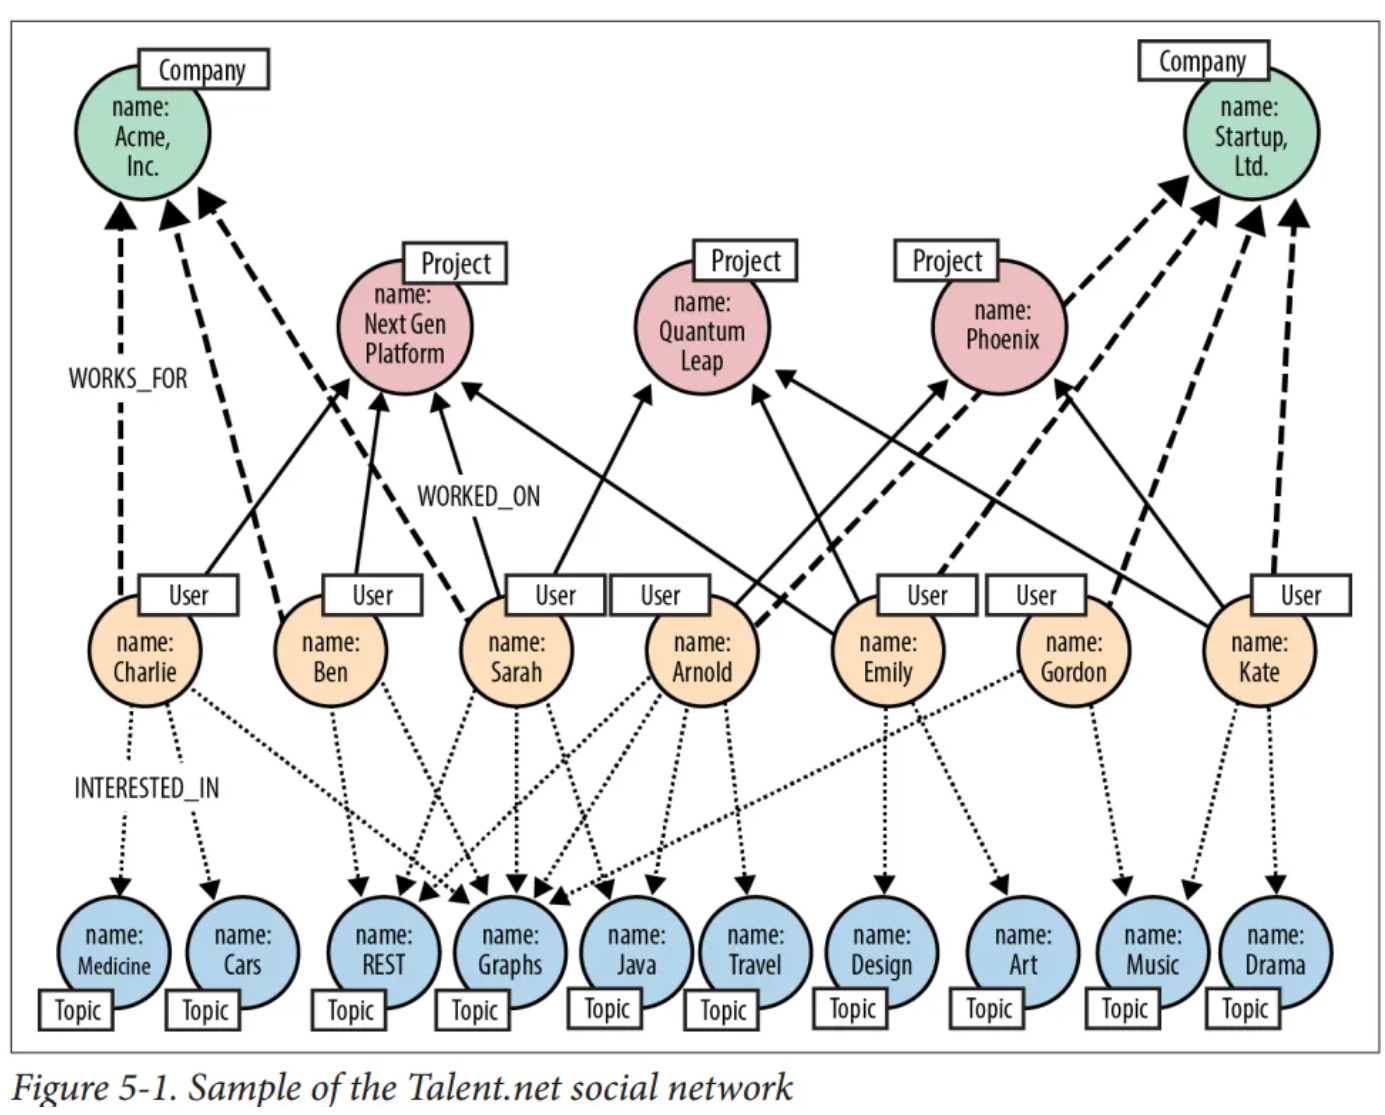 Company
name:
Acme,
Inc.
Company
name:
Startup,
Ltd.
Project
name:
Next Gen
Platform
Project
name:
Quantum
Leap
Project
name:
Phoenix
WORKS_FOR
WORKED_ON
User
name:
Charlie
User
name:
Ben
User
name:
Sarah
User
name:
Arnold
User
name:
Emily
User
name:
Gordon
User
name:
Kate
INTERESTED_IN
name:
Medicine
Topic
name:
Cars
Topic
name:
REST
Topic
name:
Graphs
Topic
name:
Java
Topic
name:
Travel
Topic
name:
Design
Topic
name:
Art
Topic
name:
Music
Topic
name:
Drama
Topic
Figure 5-1. Sample of the Talent.net social network